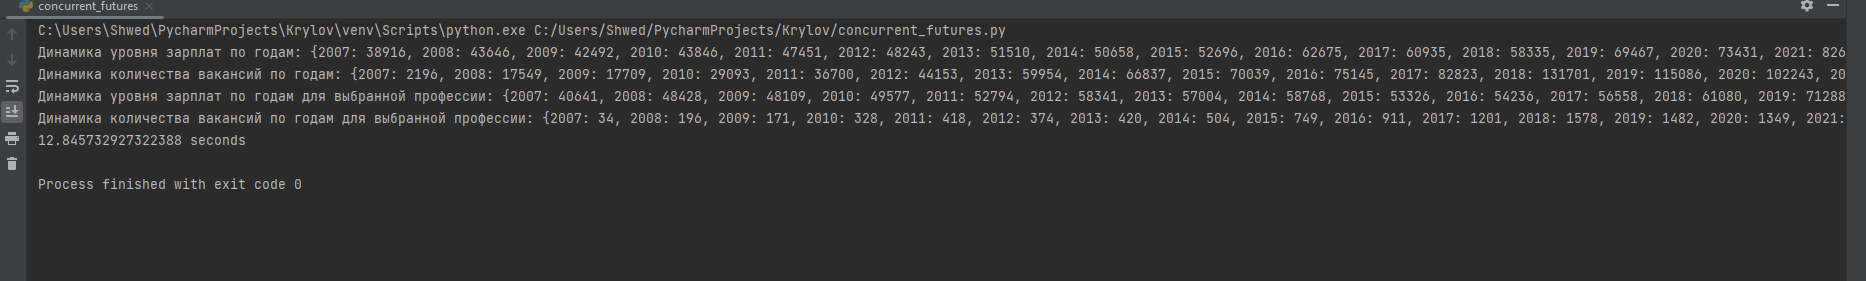 concurrent_futures
C:\Users\Shwed\PycharmProjects\Krylov\venv\Scripts\python.exe C:/Users/Shwed/PycharmProjects/Krylov/concurrent_futures.py
Динамика уровня зарплат по годам: {2007: 38916, 2008: 43646, 2009: 42492, 2010: 43846, 2011: 47451, 2012: 48243, 2013: 51510, 2014: 50658, 2015: 52696, 2016: 62675, 2017: 60935, 2018: 58335, 2019: 69467, 2020: 73431, 2021: 826
Динамика количества вакансий по годам: {2007: 2196, 2008: 17549, 2009: 17709, 2010: 29093, 2011: 36700, 2012: 44153, 2013: 59954, 2014: 66837, 2015: 70039, 2016: 75145, 2017: 82823, 2018: 131701, 2019: 115086, 2020: 102243, 20
Динамика уровня зарплат по годам для выбранной профессии: {2007: 40641, 2008: 48428, 2009: 48109, 2010: 49577, 2011: 52794, 2012: 58341, 2013: 57004, 2014: 58768, 2015: 53326, 2016: 54236, 2017: 56558, 2018: 61080, 2019: 71288
Динамика количества вакансий по годам для выбранной профессии: {2007: 34, 2008: 196, 2009: 171, 2010: 328, 2011: 418, 2012: 374, 2013: 420, 2014: 504, 2015: 749, 2016: 911, 2017: 1201, 2018: 1578, 2019: 1482, 2020: 1349, 2021:
12.845732927322388 seconds
Process finished with exit code 0